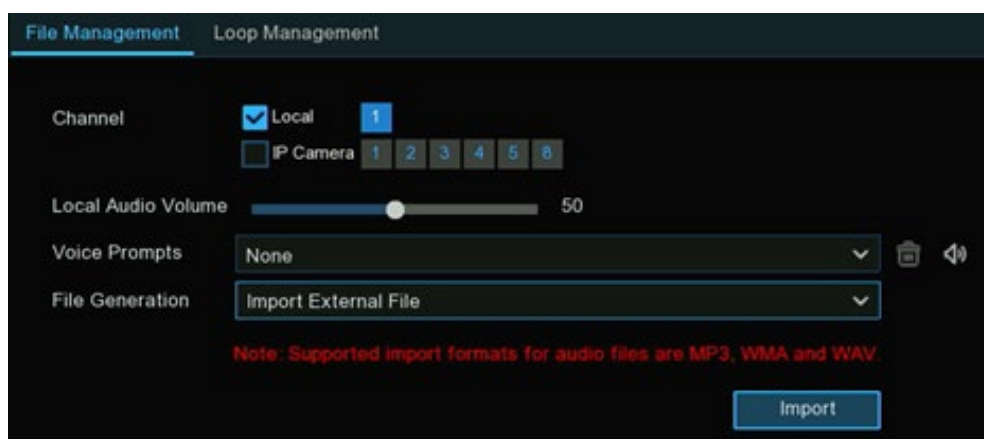 File Management Loop Management
Channel Local 1
IP Camera 1 2 3 4 5 8
Local Audio Volume 50
Voice Prompts None
File Generation Import External File
Note: Supported import formats for audio files are MP3, WMA and WAV.
Import